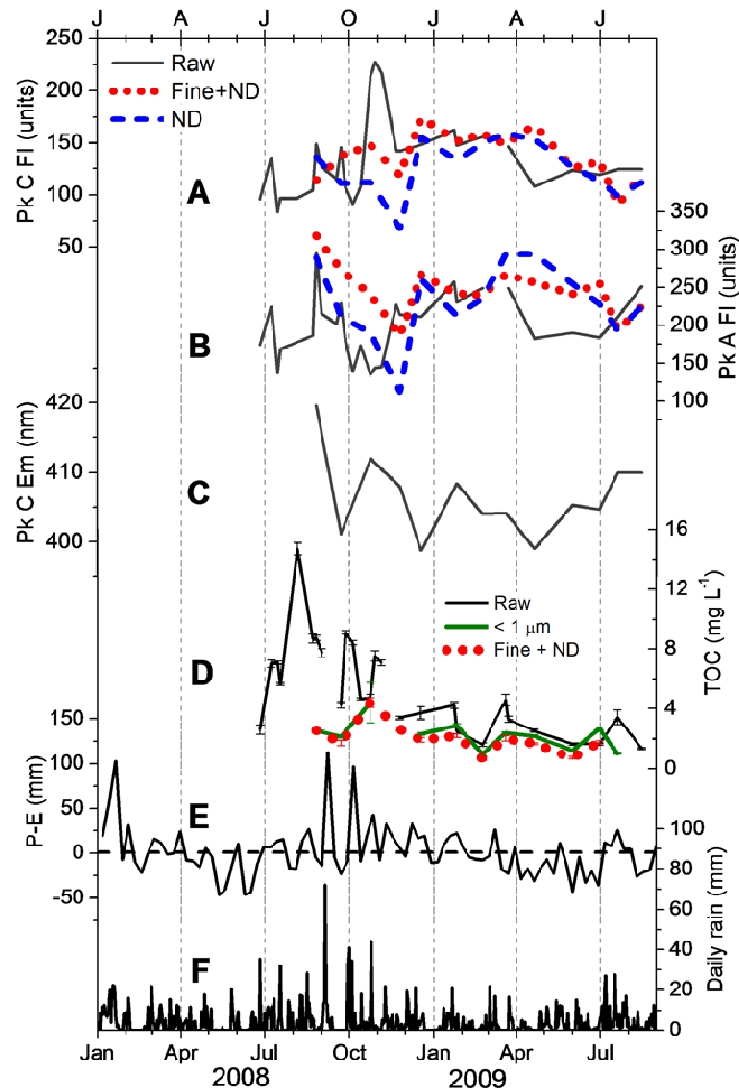 J A J O J A J
250
200
150
100
50
Pk C Fl (units)
Raw
Fine+ND
ND
A
350
300
250
200
150
100
Pk A Fl (units)
B
420
410
400
Pk C Em (nm)
C
16
12
8
4
0
TOC (mg L-1)
Raw
< 1 µm
Fine + ND
D
150
100
50
0
-50
P-E (mm)
E
100
80
60
40
20
0
Daily rain (mm)
F
Jan Apr Jul Oct Jan Apr Jul
2008 2009